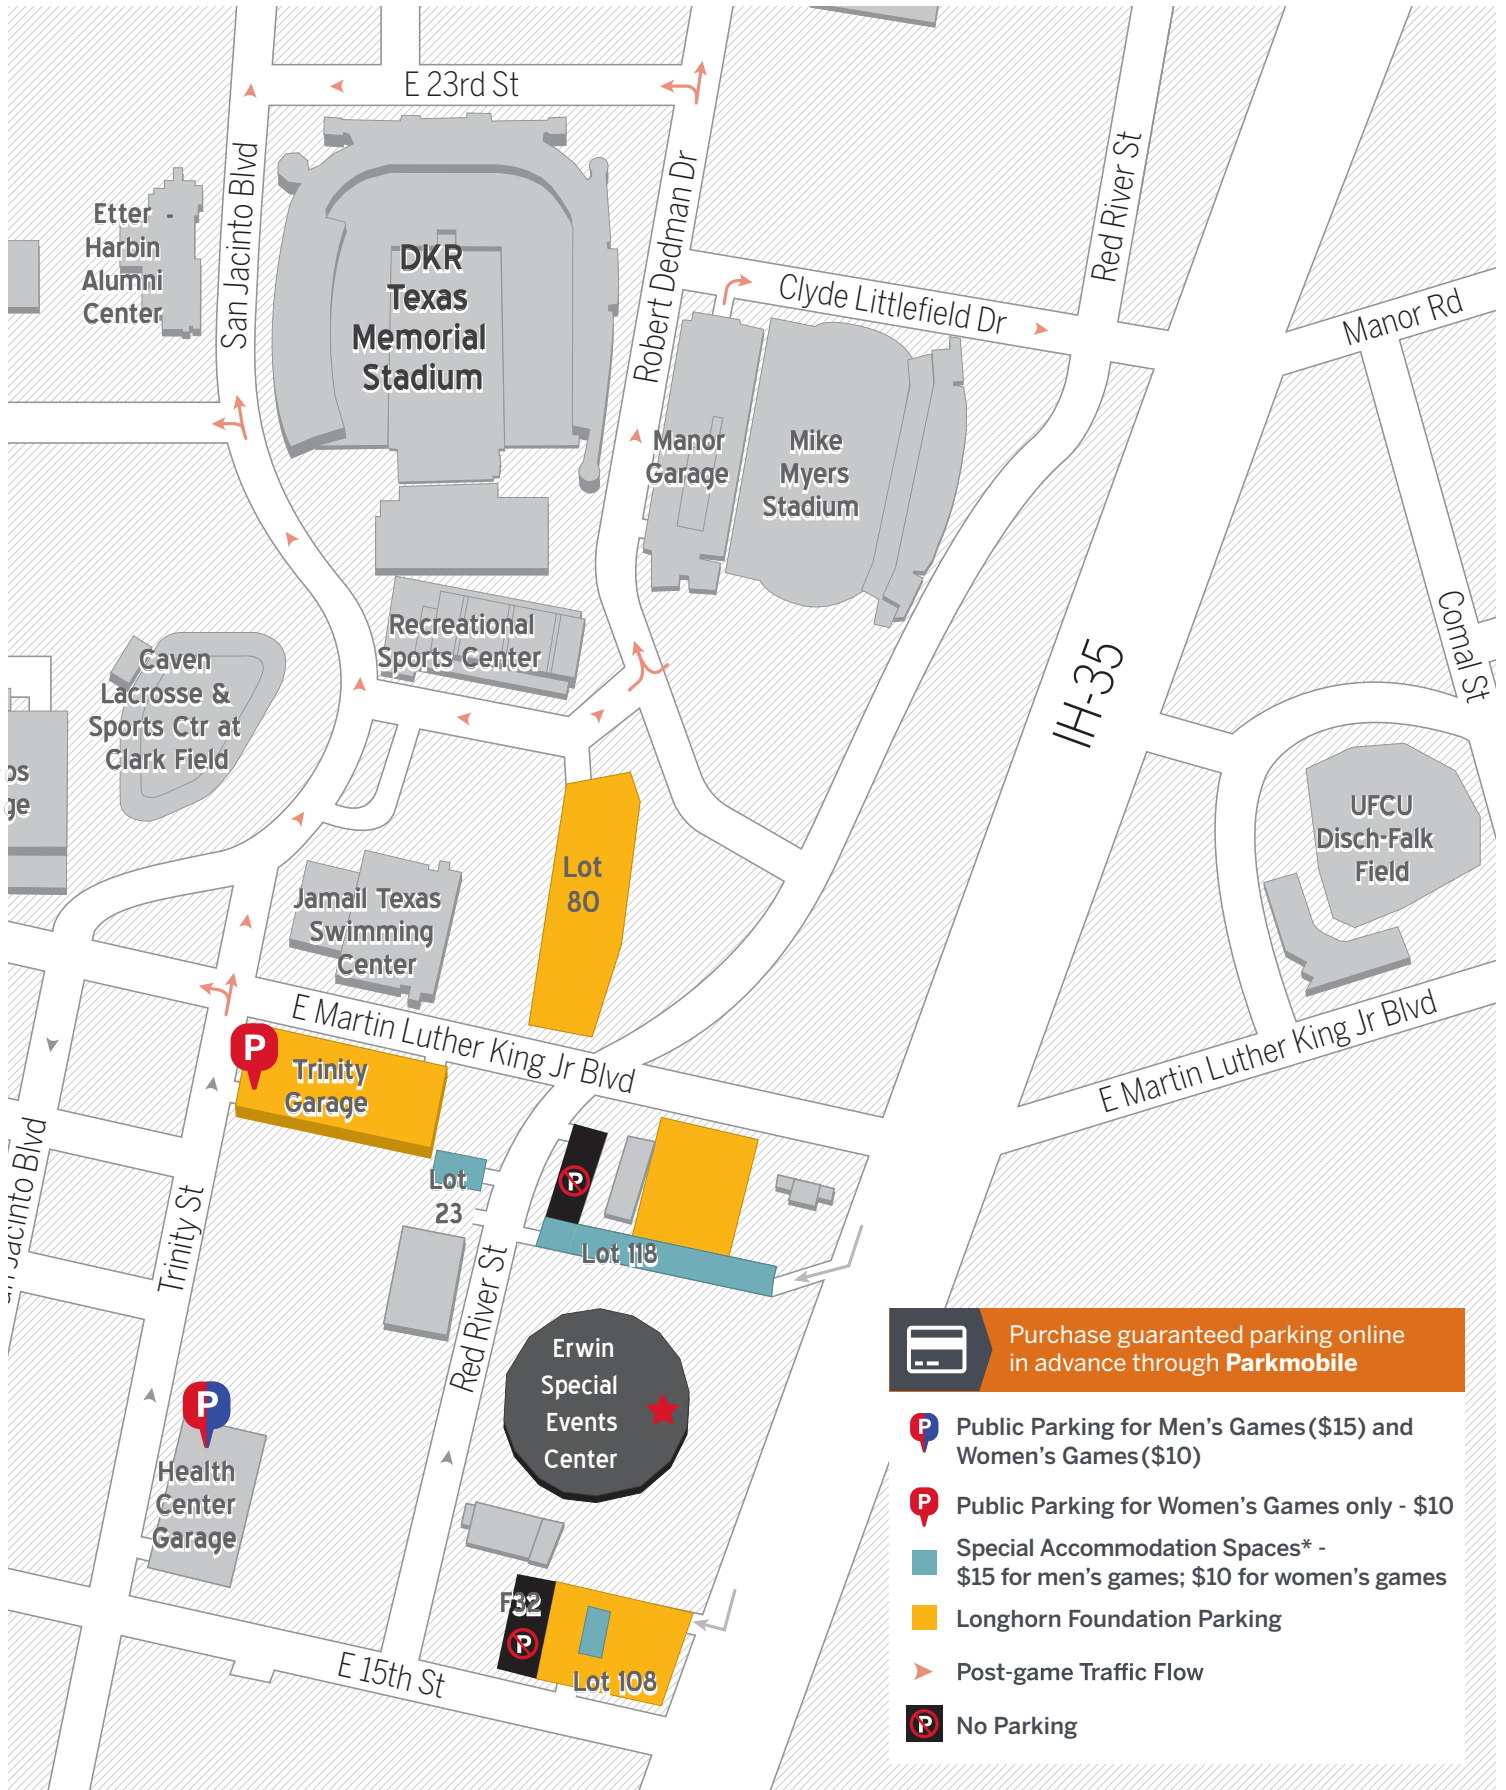 E 23rd St
San Jacinto Blvd
Etter -
Harbin
Alumni
Center
DKR
Texas
Memorial
Stadium
Robert Dedman Dr
Red River St
Clyde Littlefield Dr
Manor Rd
Manor
Garage
Mike
Myers
Stadium
Comal St
Recreational
Sports Center
IH-35
Caven
Lacrosse &
Sports Ctr at
Clark Field
os
ge
UFCU
Disch-Falk
Field
Lot
80
Jamail Texas
Swimming
Center
E Martin Luther King Jr Blvd
E Martin Luther King Jr Blvd
P
Trinity
Garage
Lot
23
P
Lot 118
an Jacinto Blvd
Trinity St
Red River St
Erwin
Special
Events
Center
P
Health
Center
Garage
F32
P
Lot 108
E 15th St
Purchase guaranteed parking online
in advance through Parkmobile
P Public Parking for Men's Games ($15) and
Women's Games ($10)
P Public Parking for Women's Games only - $10
Special Accommodation Spaces* -
$15 for men's games; $10 for women's games
Longhorn Foundation Parking
Post-game Traffic Flow
P No Parking